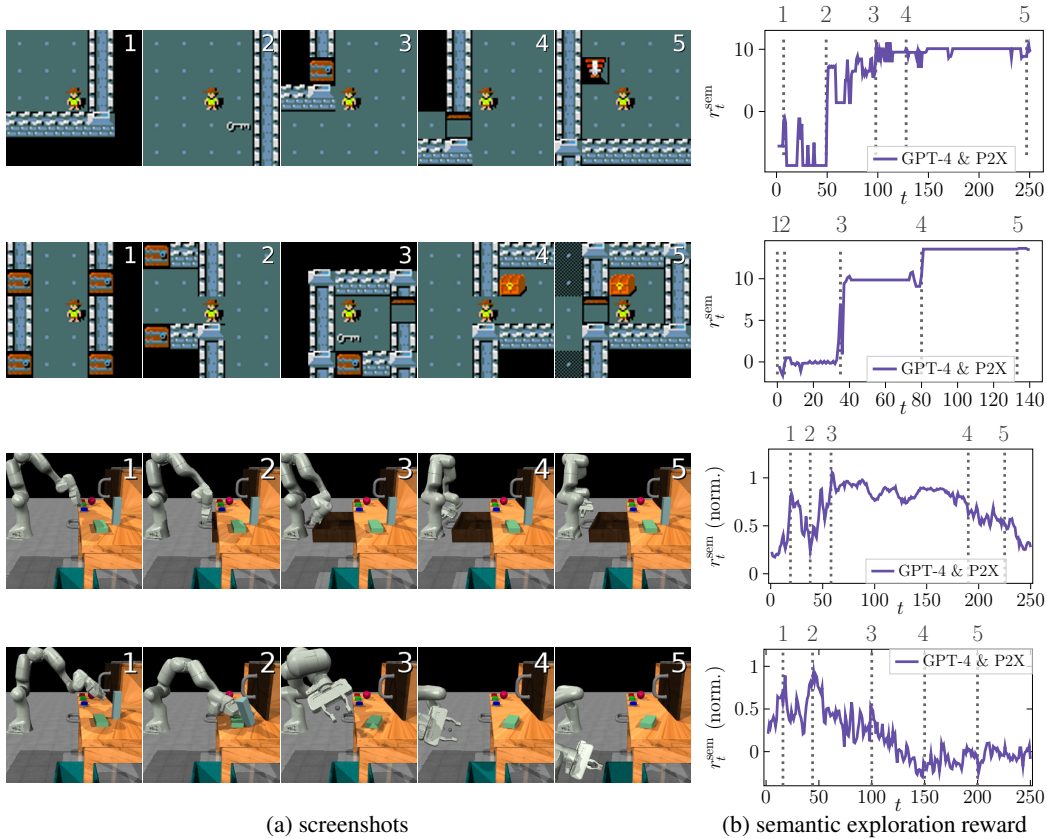 1 2 3 4 5
1 2 3 4 5
10
0
r_t^sem
GPT-4 & P2X
0 50 100 150 200 250
t
1 2 3 4 5
12 3 4 5
10
0
r_t^sem
GPT-4 & P2X
0 20 40 60 80 100 120 140
t
1 2 3 4 5
1 2 3 4 5
1
0.5
0
r_t^sem (norm.)
GPT-4 & P2X
0 50 100 150 200 250
t
1 2 3 4 5
1 2 3 4 5
GPT-4 & P2X
1
0.5
0
r_t^sem (norm.)
0 50 100 150 200 250
t
(a) screenshots
(b) semantic exploration reward